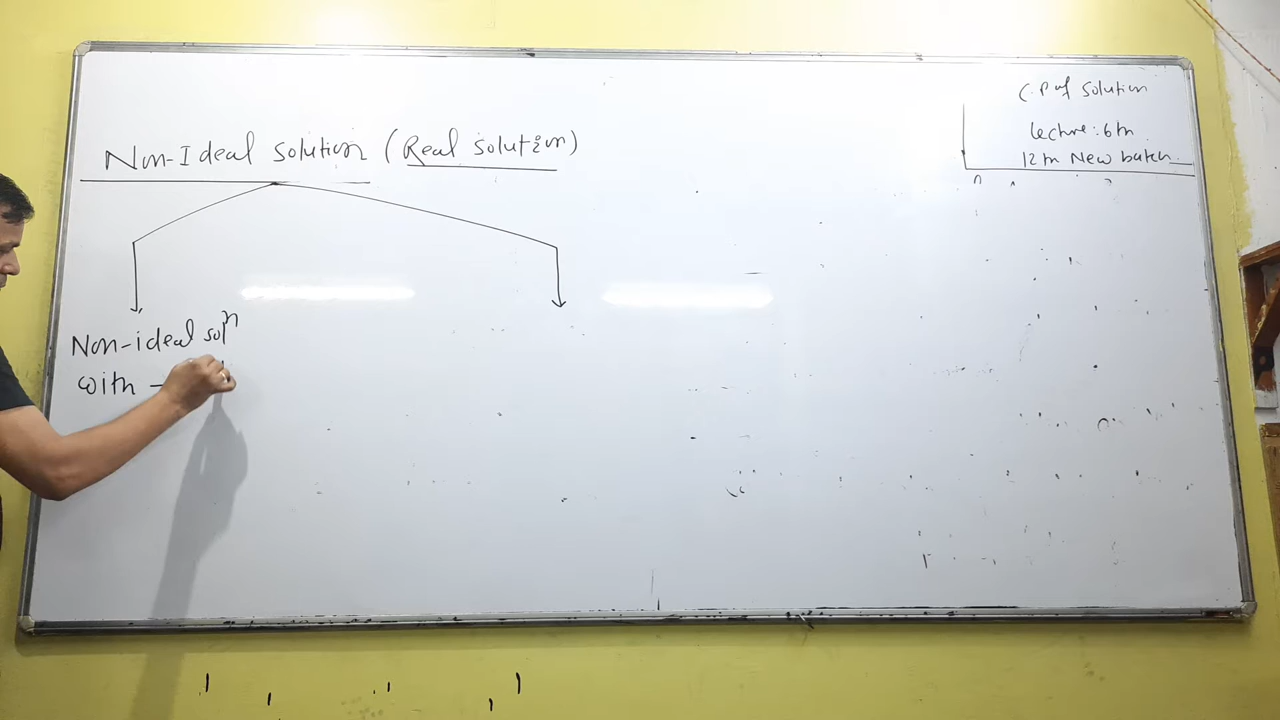 Non-Ideal solution (Real solution)
C.P of solution
lecture: 6th
12th New batch
Non-ideal solⁿ
with -